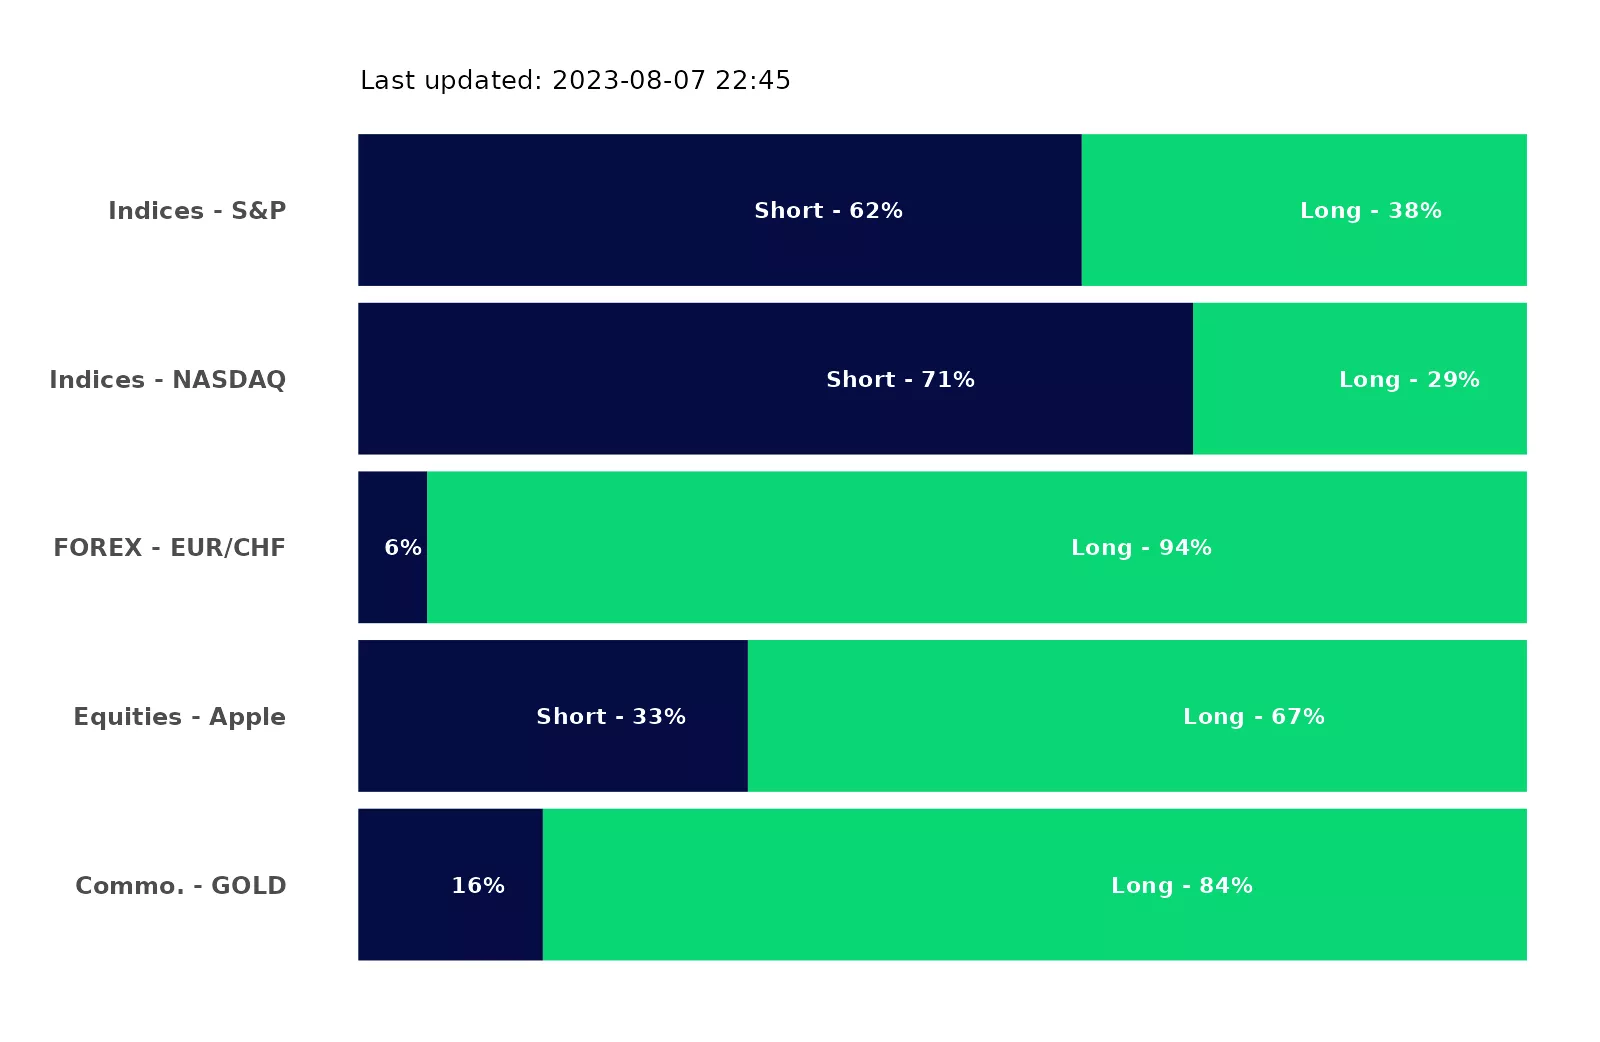 Last updated: 2023-08-07 22:45
Indices - S&P Short - 62% Long - 38%
Indices - NASDAQ Short - 71% Long - 29%
FOREX - EUR/CHF 6% Long - 94%
Equities - Apple Short - 33% Long - 67%
Commo. - GOLD 16% Long - 84%